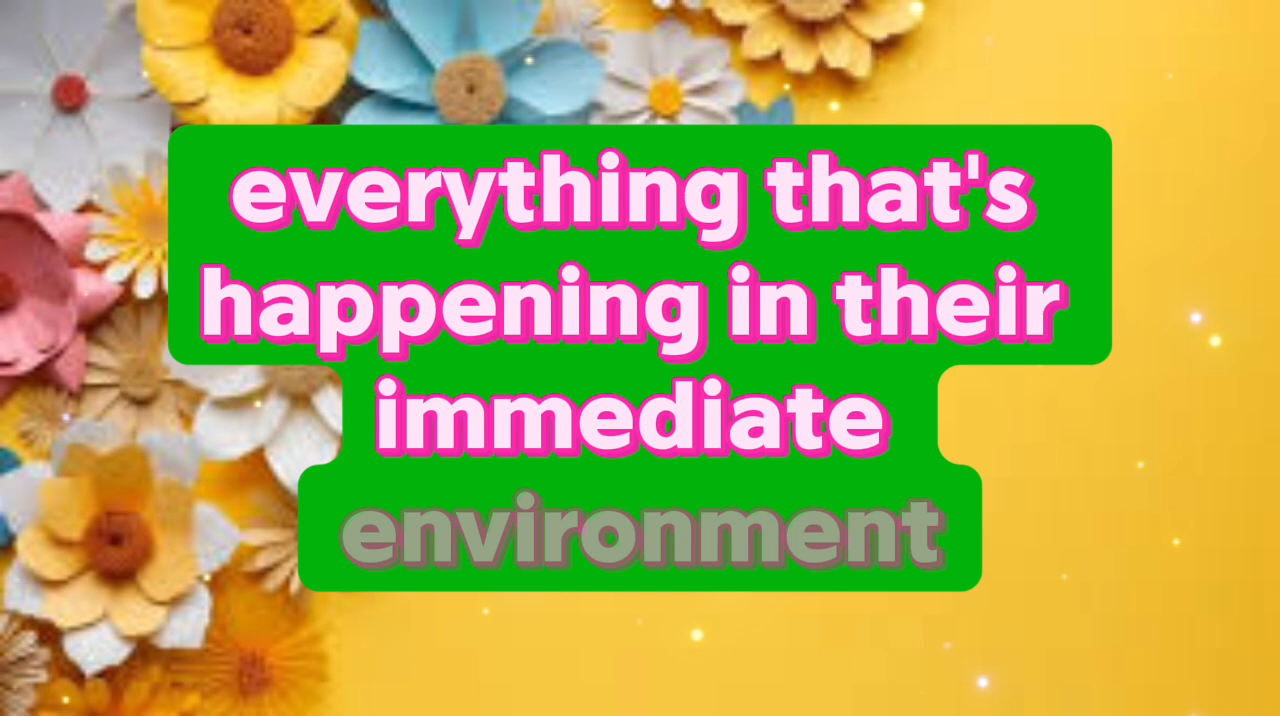 everything that's
happening in their
immediate
environment